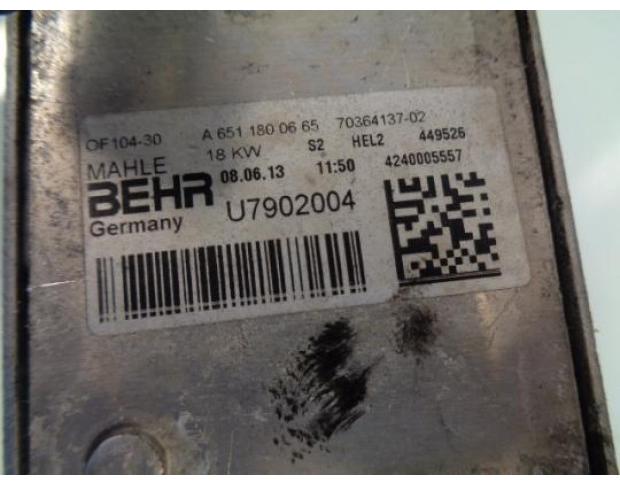 OF104-30 A 651 180 06 65 70364137-02
MAHLE 18 KW S2 HEL2 449526
BEHR 08.06.13 11:50 4240005557
Germany U7902004